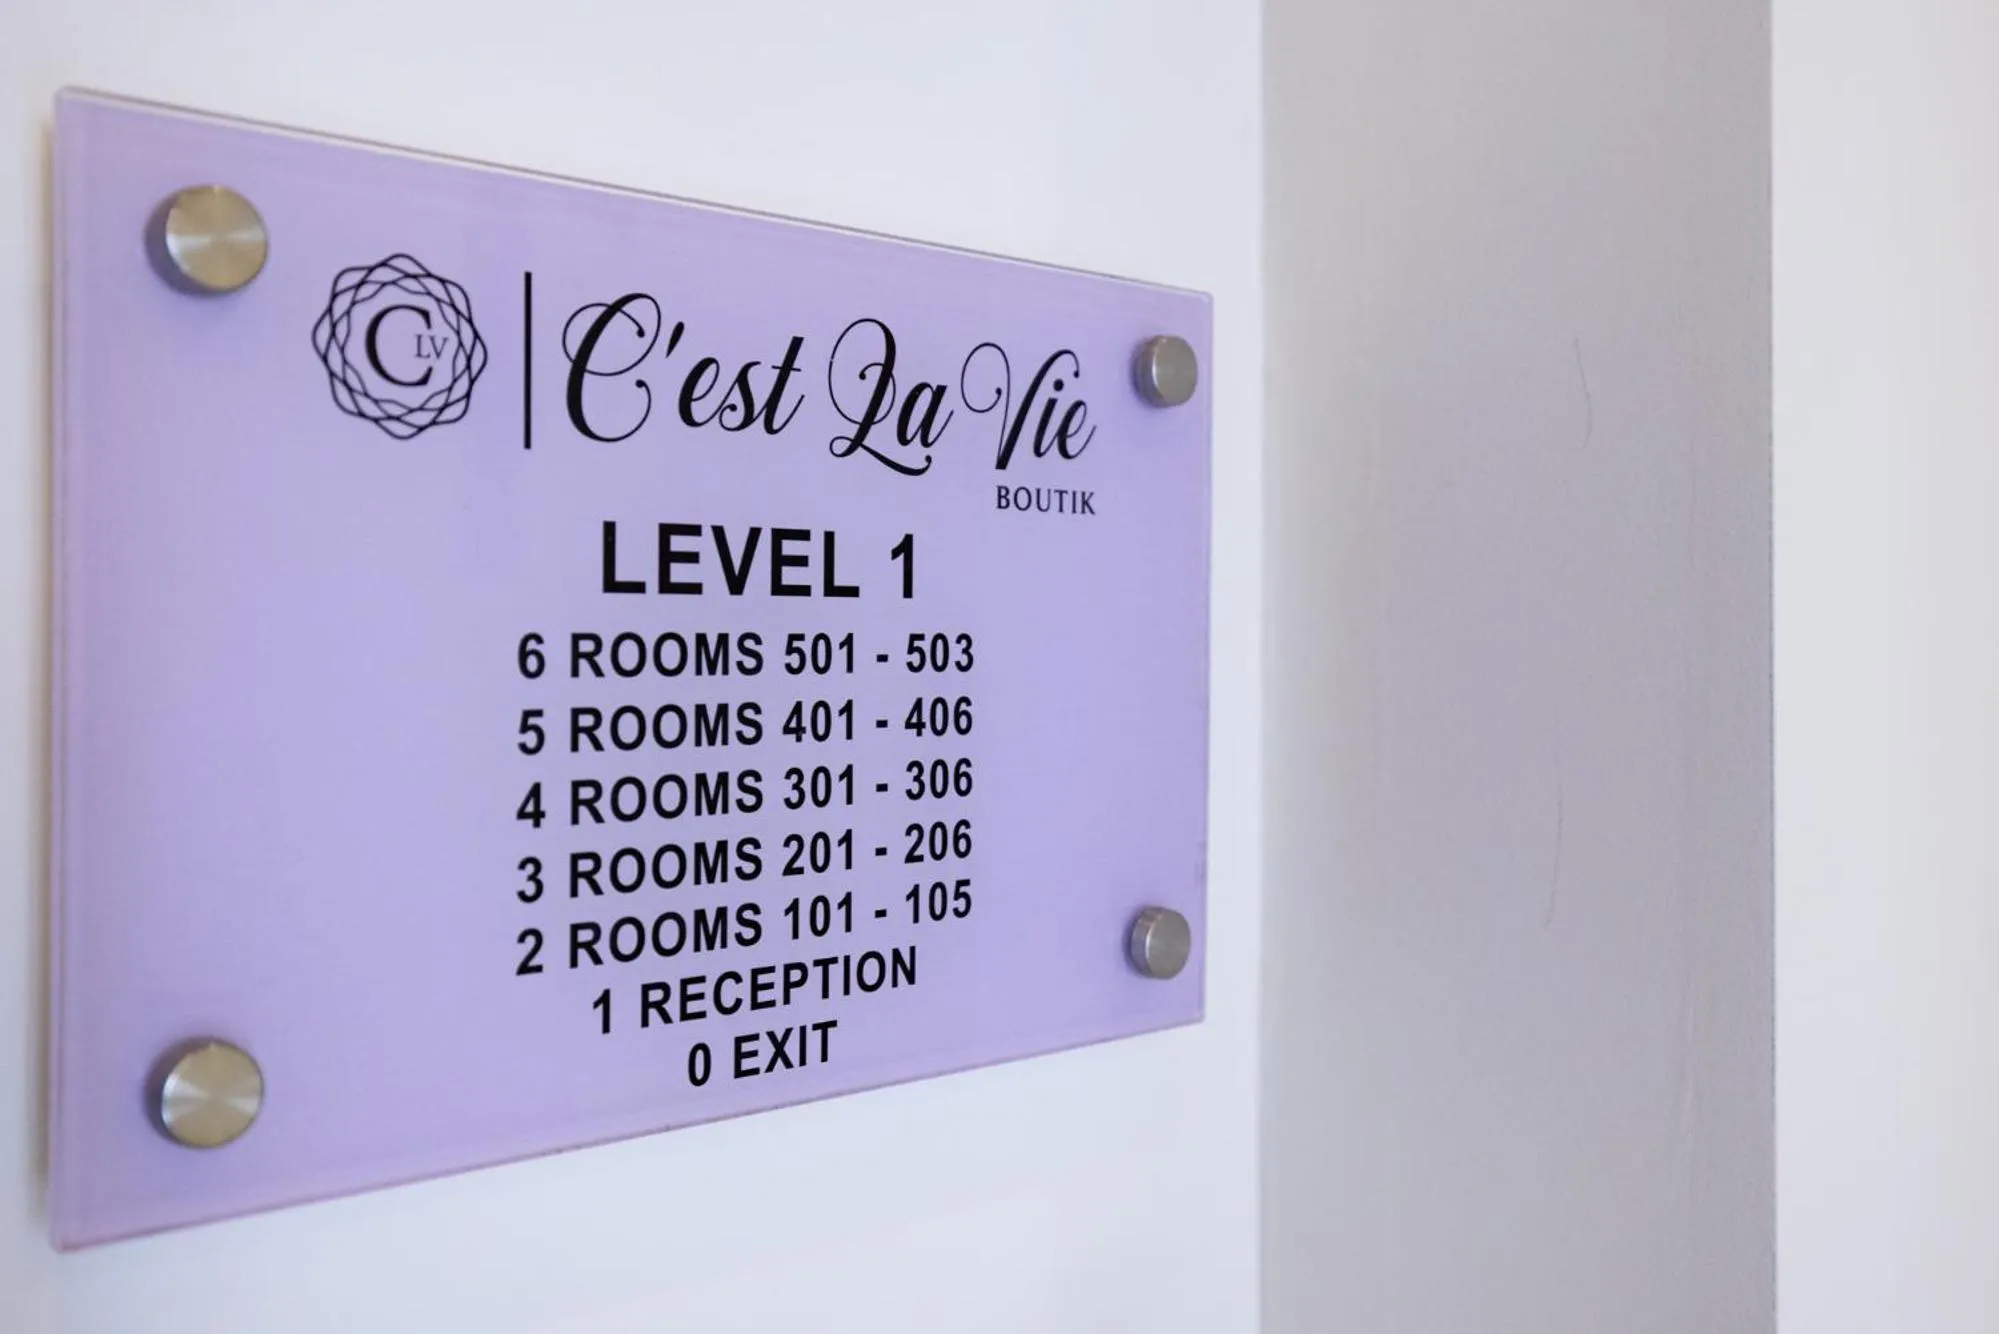 CLV
C'est La Vie
BOUTIK
LEVEL 1
6 ROOMS 501 - 503
5 ROOMS 401 - 406
4 ROOMS 301 - 306
3 ROOMS 201 - 206
2 ROOMS 101 - 105
1 RECEPTION
0 EXIT